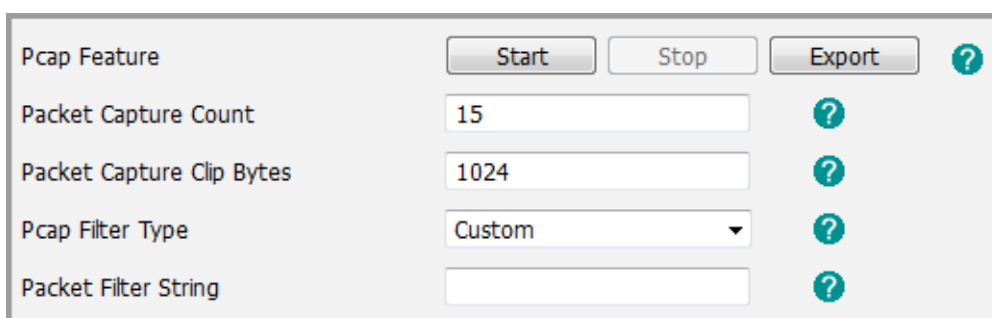 Pcap Feature Start Stop Export ?
Packet Capture Count 15 ?
Packet Capture Clip Bytes 1024 ?
Pcap Filter Type Custom ?
Packet Filter String ?